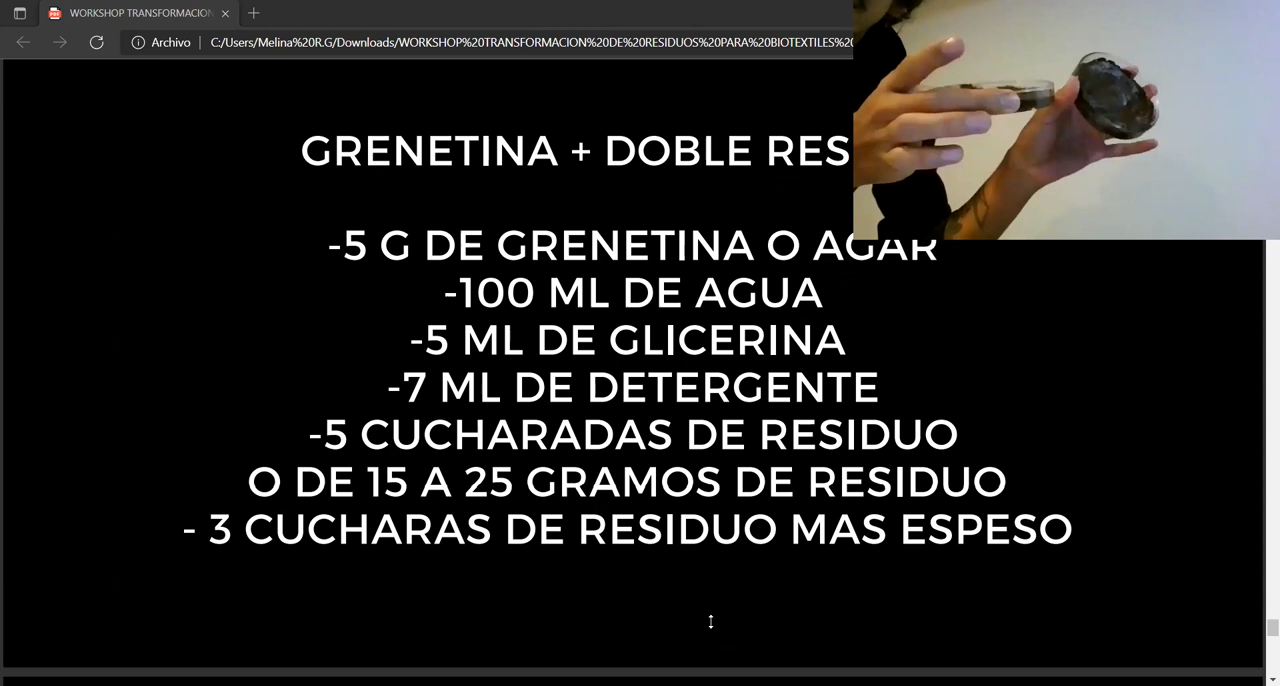 WORKSHOP TRANSFORMACION
Archivo
C:/Users/Melina%20R.G/Downloads/WORKSHOP%20TRANSFORMACION%20DE%20RESIDUOS%20PARA%20BIOTEXTILES%20
GRENETINA + DOBLE RES
-5 G DE GRENETINA O AGAR
-100 ML DE AGUA
-5 ML DE GLICERINA
-7 ML DE DETERGENTE
-5 CUCHARADAS DE RESIDUO
O DE 15 A 25 GRAMOS DE RESIDUO
- 3 CUCHARAS DE RESIDUO MAS ESPESO